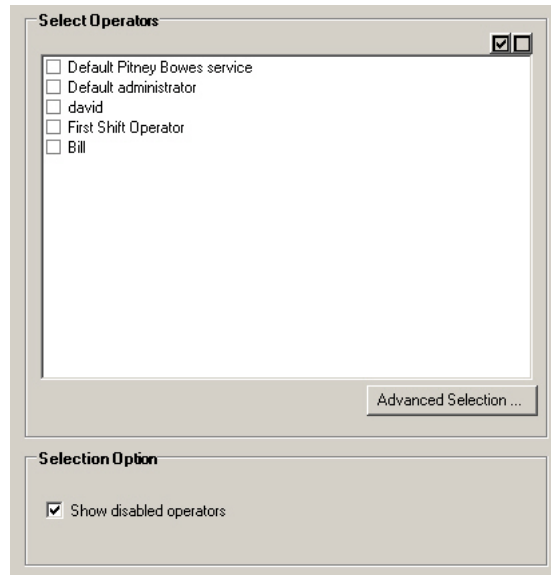 Select Operators
Default Pitney Bowes service
Default administrator
david
First Shift Operator
Bill
Advanced Selection ...
Selection Option
Show disabled operators